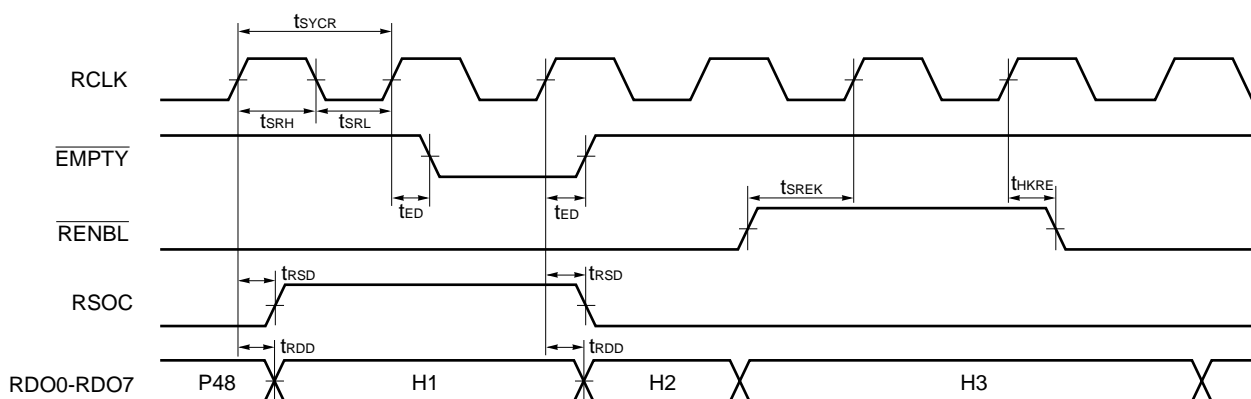 tSYCR
RCLK
tSRH tSRL
EMPTY
tED tED tSREK tHKRE
RENBL
tRSD tRSD
RSOC
tRDD tRDD
RDO0-RDO7 P48 H1 H2 H3